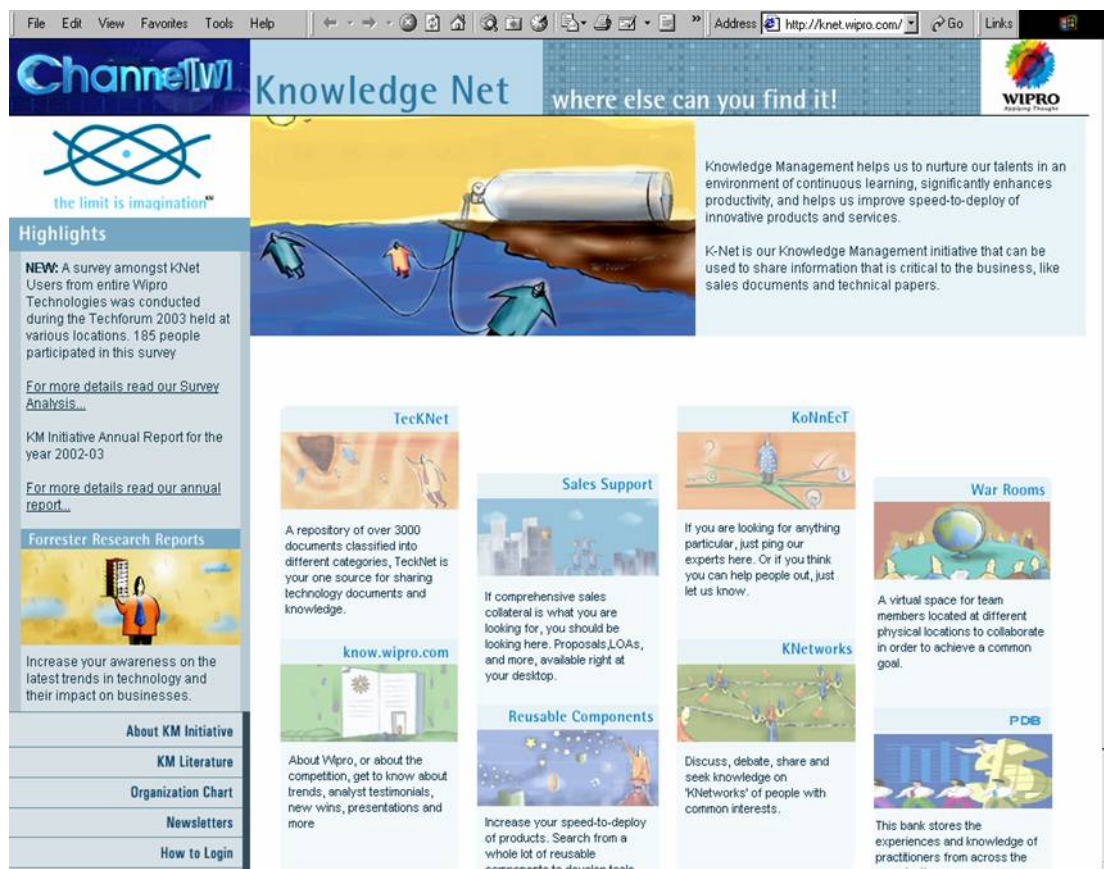 File Edit View Favorites Tools Help
Address http://knet.wipro.com/ Go Links
Channel[W]
Knowledge Net
where else can you find it!
WIPRO
Applying Thought
the limit is imagination
Highlights
NEW: A survey amongst KNet
Users from entire Wipro
Technologies was conducted
during the Techforum 2003 held at
various locations. 185 people
participated in this survey
For more details read our Survey
Analysis...
KM Initiative Annual Report for the
year 2002-03
For more details read our annual
report...
Forrester Research Reports
Increase your awareness on the
latest trends in technology and
their impact on businesses.
About KM Initiative
KM Literature
Organization Chart
Newsletters
How to Login
Knowledge Management helps us to nurture our talents in an
environment of continuous learning, significantly enhances
productivity, and helps us improve speed-to-deploy of
innovative products and services.
K-Net is our Knowledge Management initiative that can be
used to share information that is critical to the business, like
sales documents and technical papers.
TecKNet
A repository of over 3000
documents classified into
different categories, TeckNet is
your one source for sharing
technology documents and
knowledge.
know.wipro.com
About Wipro, or about the
competition, get to know about
trends, analyst testimonials,
new wins, presentations and
more
Sales Support
If comprehensive sales
collateral is what you are
looking for, you should be
looking here. Proposals,LOAs,
and more, available right at
your desktop.
Reusable Components
Increase your speed-to-deploy
of products. Search from a
whole lot of reusable
components to develop tools
KoNnEcT
If you are looking for anything
particular, just ping our
experts here. Or if you think
you can help people out, just
let us know.
KNetworks
Discuss, debate, share and
seek knowledge on
'KNetworks' of people with
common interests.
War Rooms
A virtual space for team
members located at different
physical locations to collaborate
in order to achieve a common
goal.
PDB
This bank stores the
experiences and knowledge of
practitioners from across the